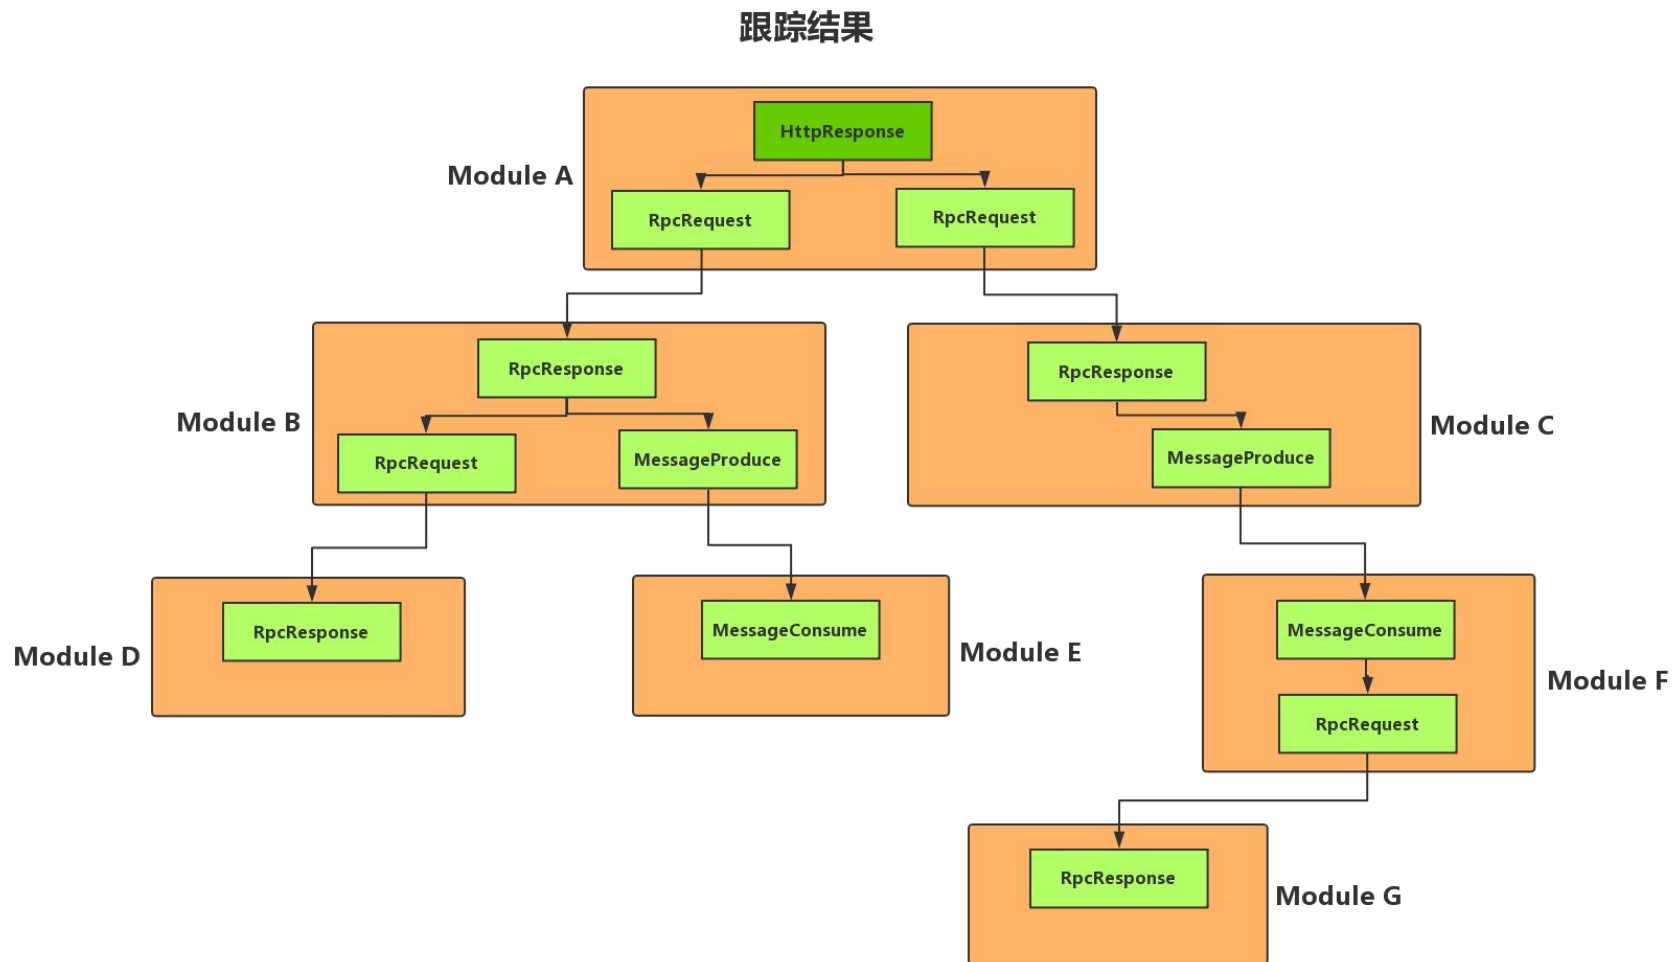 跟踪结果
HttpResponse
Module A
RpcRequest
RpcRequest
RpcResponse
RpcResponse
Module B
Module C
RpcRequest
MessageProduce
MessageProduce
RpcResponse
MessageConsume
MessageConsume
Module D
Module E
Module F
RpcRequest
RpcResponse
Module G